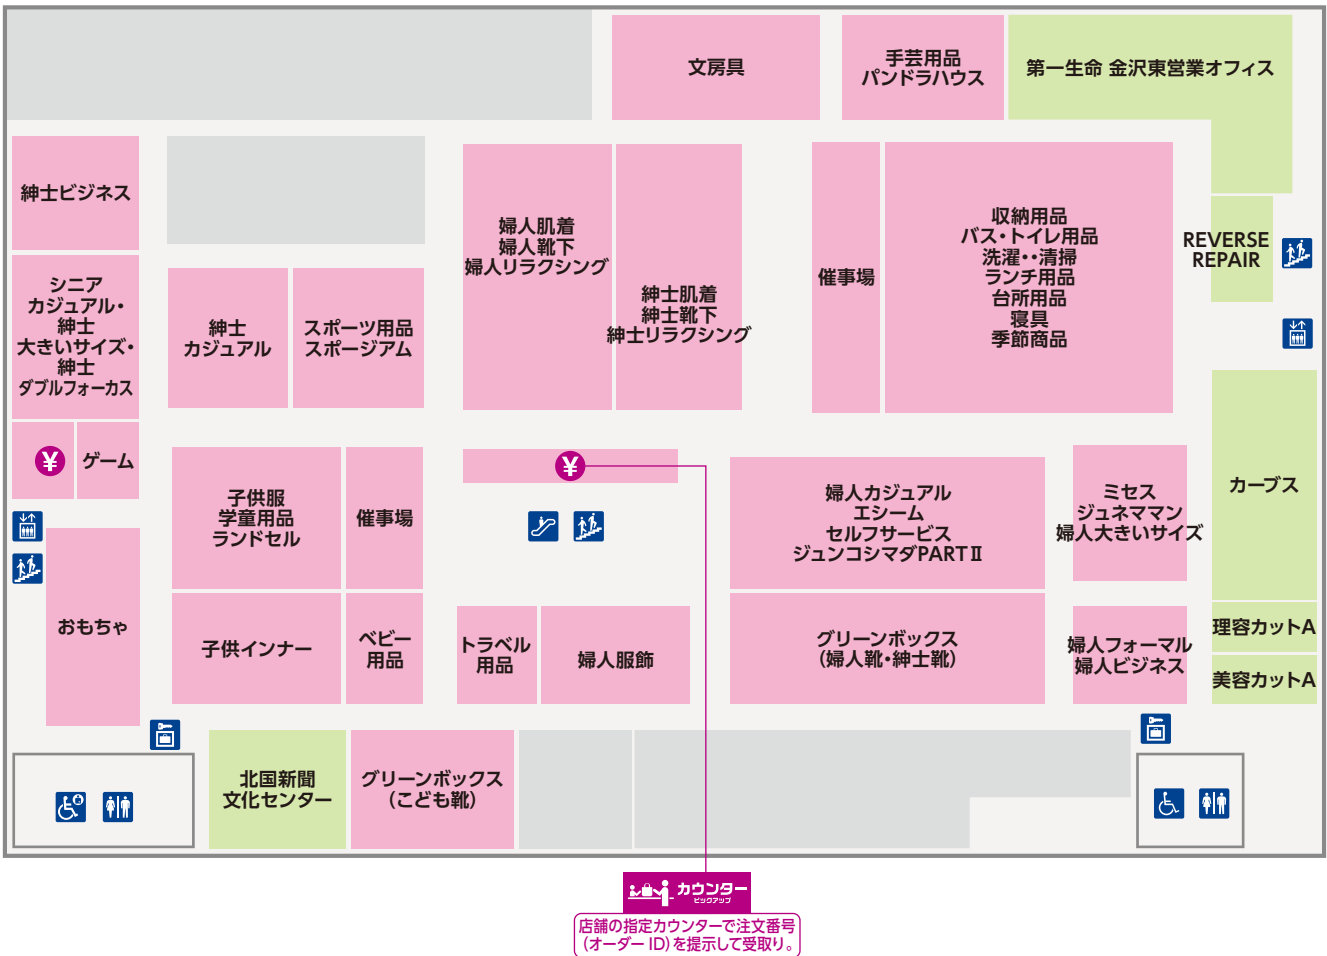 文房具
手芸用品
パンドラハウス
第一生命 金沢東営業オフィス
紳士ビジネス
婦人肌着
婦人靴下
婦人リラクシング
紳士肌着
紳士靴下
紳士リラクシング
催事場
収納用品
バス・トイレ用品
洗濯・・清掃
ランチ用品
台所用品
寝具
季節商品
REVERSE
REPAIR
シニア
カジュアル・
紳士
大きいサイズ・
紳士
ダブルフォーカス
紳士
カジュアル
スポーツ用品
スポージアム
¥
ゲーム
子供服
学童用品
ランドセル
催事場
¥
婦人カジュアル
エシーム
セルフサービス
ジュンコシマダPARTⅡ
ミセス
ジュネママン
婦人大きいサイズ
カーブス
おもちゃ
子供インナー
ベビー
用品
トラベル
用品
婦人服飾
グリーンボックス
(婦人靴・紳士靴)
婦人フォーマル
婦人ビジネス
理容カットA
美容カットA
北国新聞
文化センター
グリーンボックス
(こども靴)
カウンター
ピックアップ
店舗の指定カウンターで注文番号
(オーダー ID)を提示して受取り。